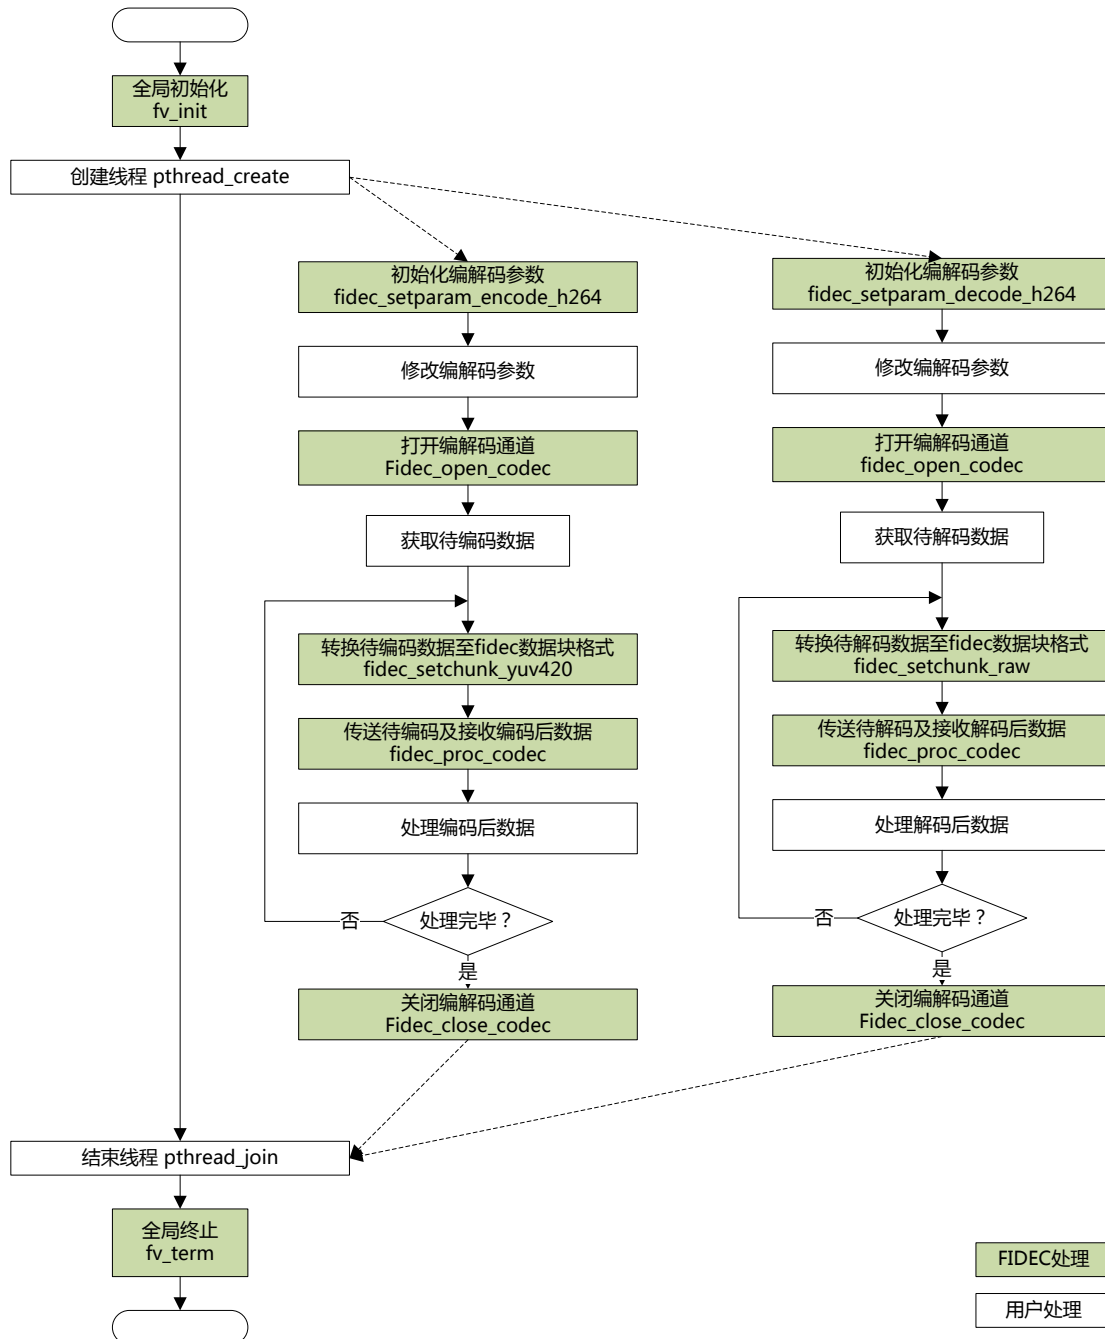 全局初始化
fv_init
创建线程 pthread_create
初始化编解码参数
fidec_setparam_encode_h264
修改编解码参数
打开编解码通道
Fidec_open_codec
获取待编码数据
转换待编码数据至fidec数据块格式
fidec_setchunk_yuv420
传送待编码及接收编码后数据
fidec_proc_codec
处理编码后数据
处理完毕？
否
是
关闭编解码通道
Fidec_close_codec
初始化编解码参数
fidec_setparam_decode_h264
修改编解码参数
打开编解码通道
fidec_open_codec
获取待解码数据
转换待解码数据至fidec数据块格式
fidec_setchunk_raw
传送待解码及接收解码后数据
fidec_proc_codec
处理解码后数据
处理完毕？
否
是
关闭编解码通道
Fidec_close_codec
结束线程 pthread_join
全局终止
fv_term
FIDEC处理
用户处理